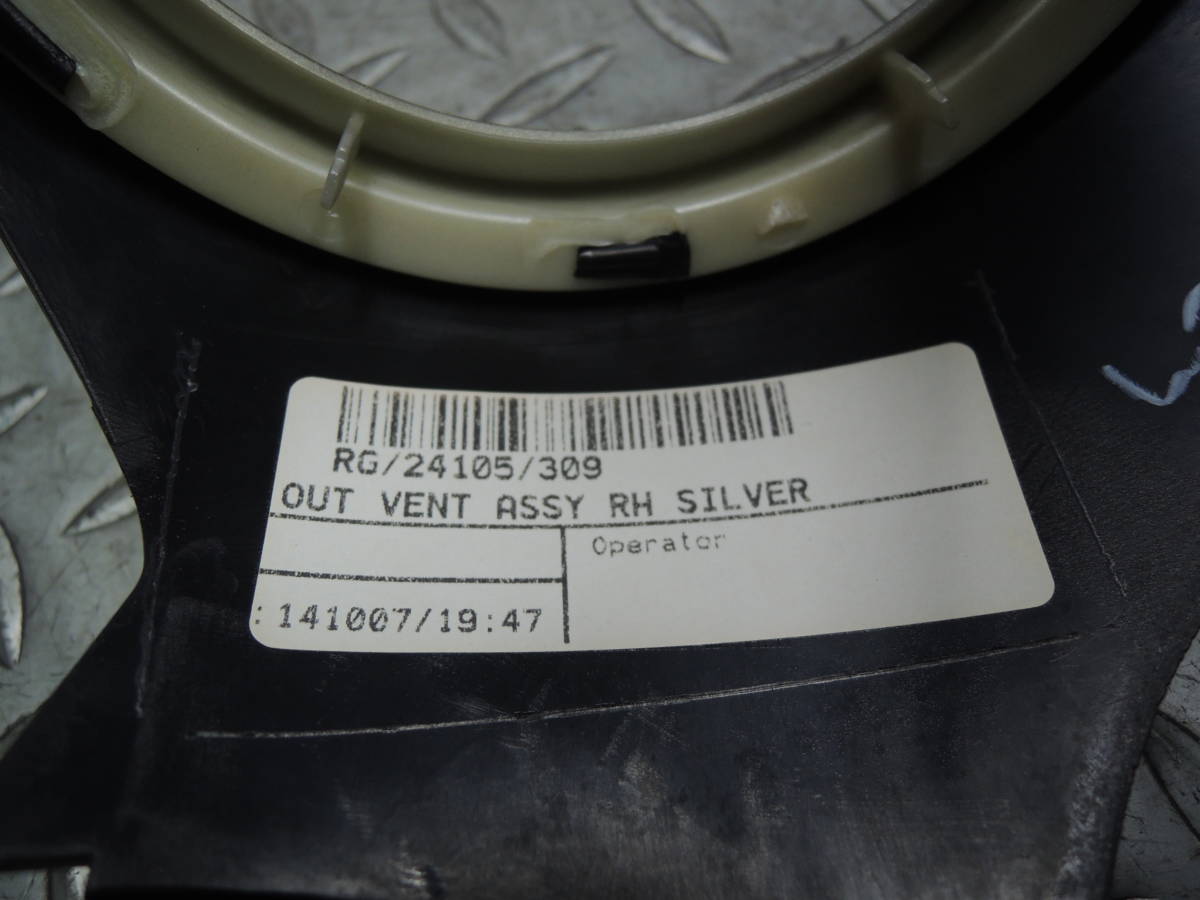 RG/24105/309
OUT VENT ASSY RH SILVER
Operator
: 141007/19:47